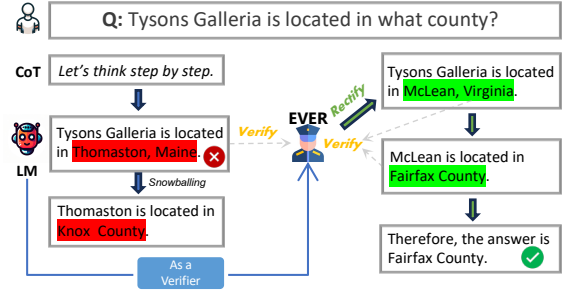 Q: Tysons Galleria is located in what county?
CoT
Let's think step by step.
LM
Tysons Galleria is located
in Thomaston, Maine.
Snowballing
Thomaston is located in
Knox County.
As a
Verifier
Verify
EVER
Verify
Rectify
Tysons Galleria is located
in McLean, Virginia.
McLean is located in
Fairfax County.
Therefore, the answer is
Fairfax County.